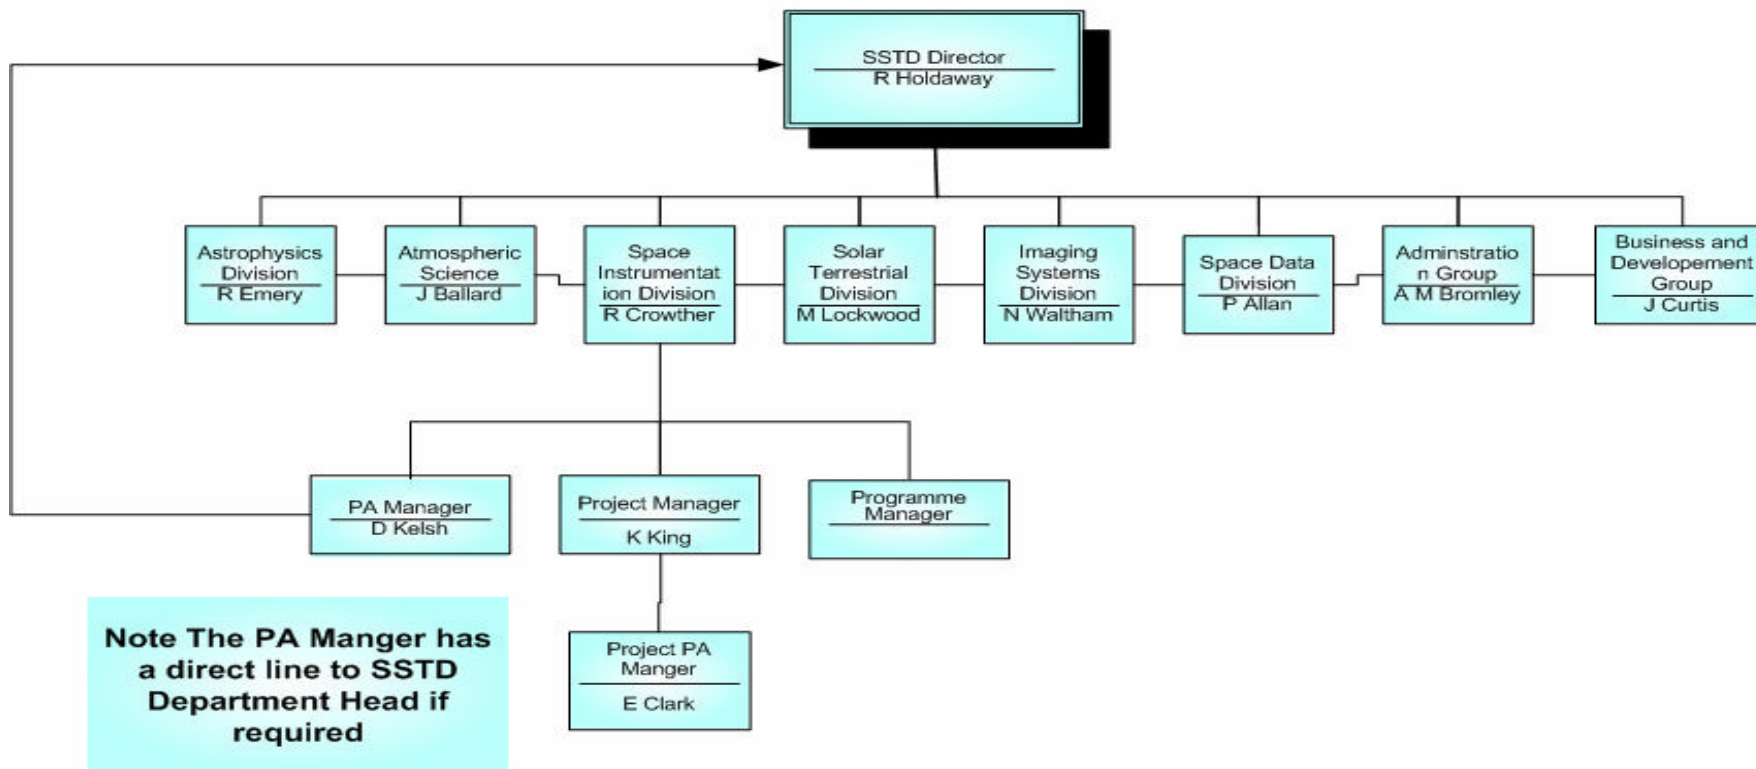 SSTD Director
R Holdaway
Astrophysics
Division
R Emery
Atmospheric
Science
J Ballard
Space
Instrumentat
ion Division
R Crowther
Solar
Terrestrial
Division
M Lockwood
Imaging
Systems
Division
N Waltham
Space Data
Division
P Allan
Adminstratio
n Group
A M Bromley
Business and
Developement
Group
J Curtis
PA Manager
D Kelsh
Project Manager
K King
Programme
Manager
Project PA
Manger
E Clark
Note The PA Manger has
a direct line to SSTD
Department Head if
required